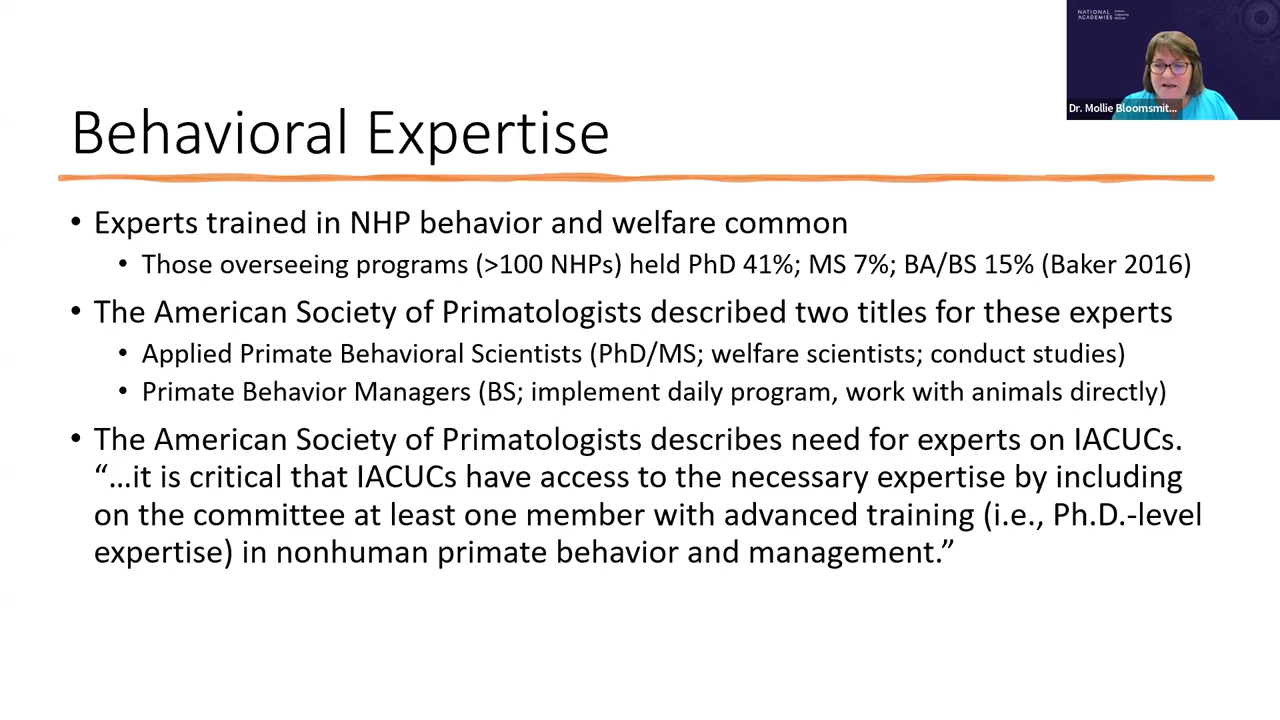 NATIONAL
ACADEMIES
Dr. Mollie Bloomsmit...
Behavioral Expertise
• Experts trained in NHP behavior and welfare common
• Those overseeing programs (>100 NHPs) held PhD 41%; MS 7%; BA/BS 15% (Baker 2016)
• The American Society of Primatologists described two titles for these experts
• Applied Primate Behavioral Scientists (PhD/MS; welfare scientists; conduct studies)
• Primate Behavior Managers (BS; implement daily program, work with animals directly)
• The American Society of Primatologists describes need for experts on IACUCs.
“…it is critical that IACUCs have access to the necessary expertise by including
on the committee at least one member with advanced training (i.e., Ph.D.-level
expertise) in nonhuman primate behavior and management.”